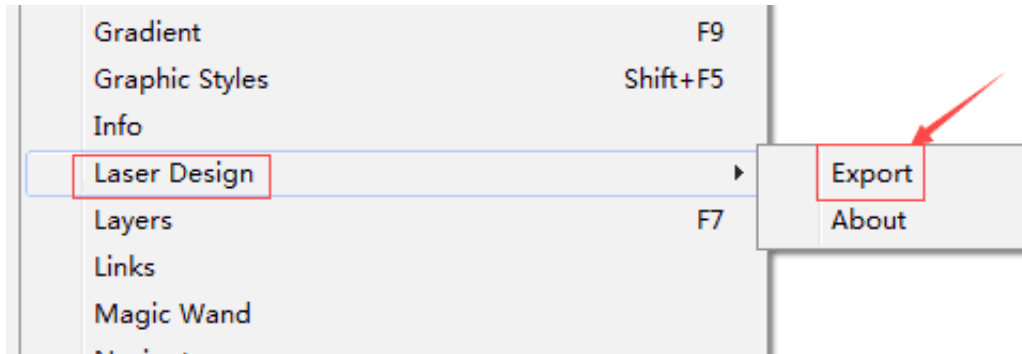 Gradient F9
Graphic Styles Shift+F5
Info
Laser Design Export
Layers F7 About
Links
Magic Wand